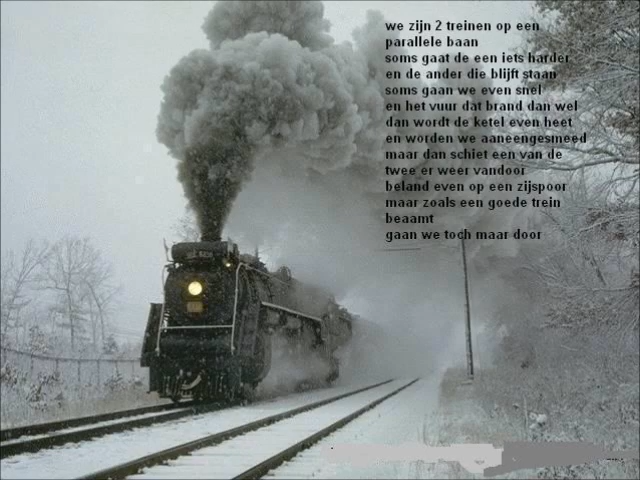 we zijn 2 treinen op een
parallele baan
soms gaat de een iets harder
en de ander die blijft staan
soms gaan we even snel
en het vuur dat brand dan wel
dan wordt de ketel even heet
en worden we aaneengesmeed
maar dan schiet een van de
twee er weer vandoor
beland even op een zijspoor
maar zoals een goede trein
beaamt
gaan we toch maar door